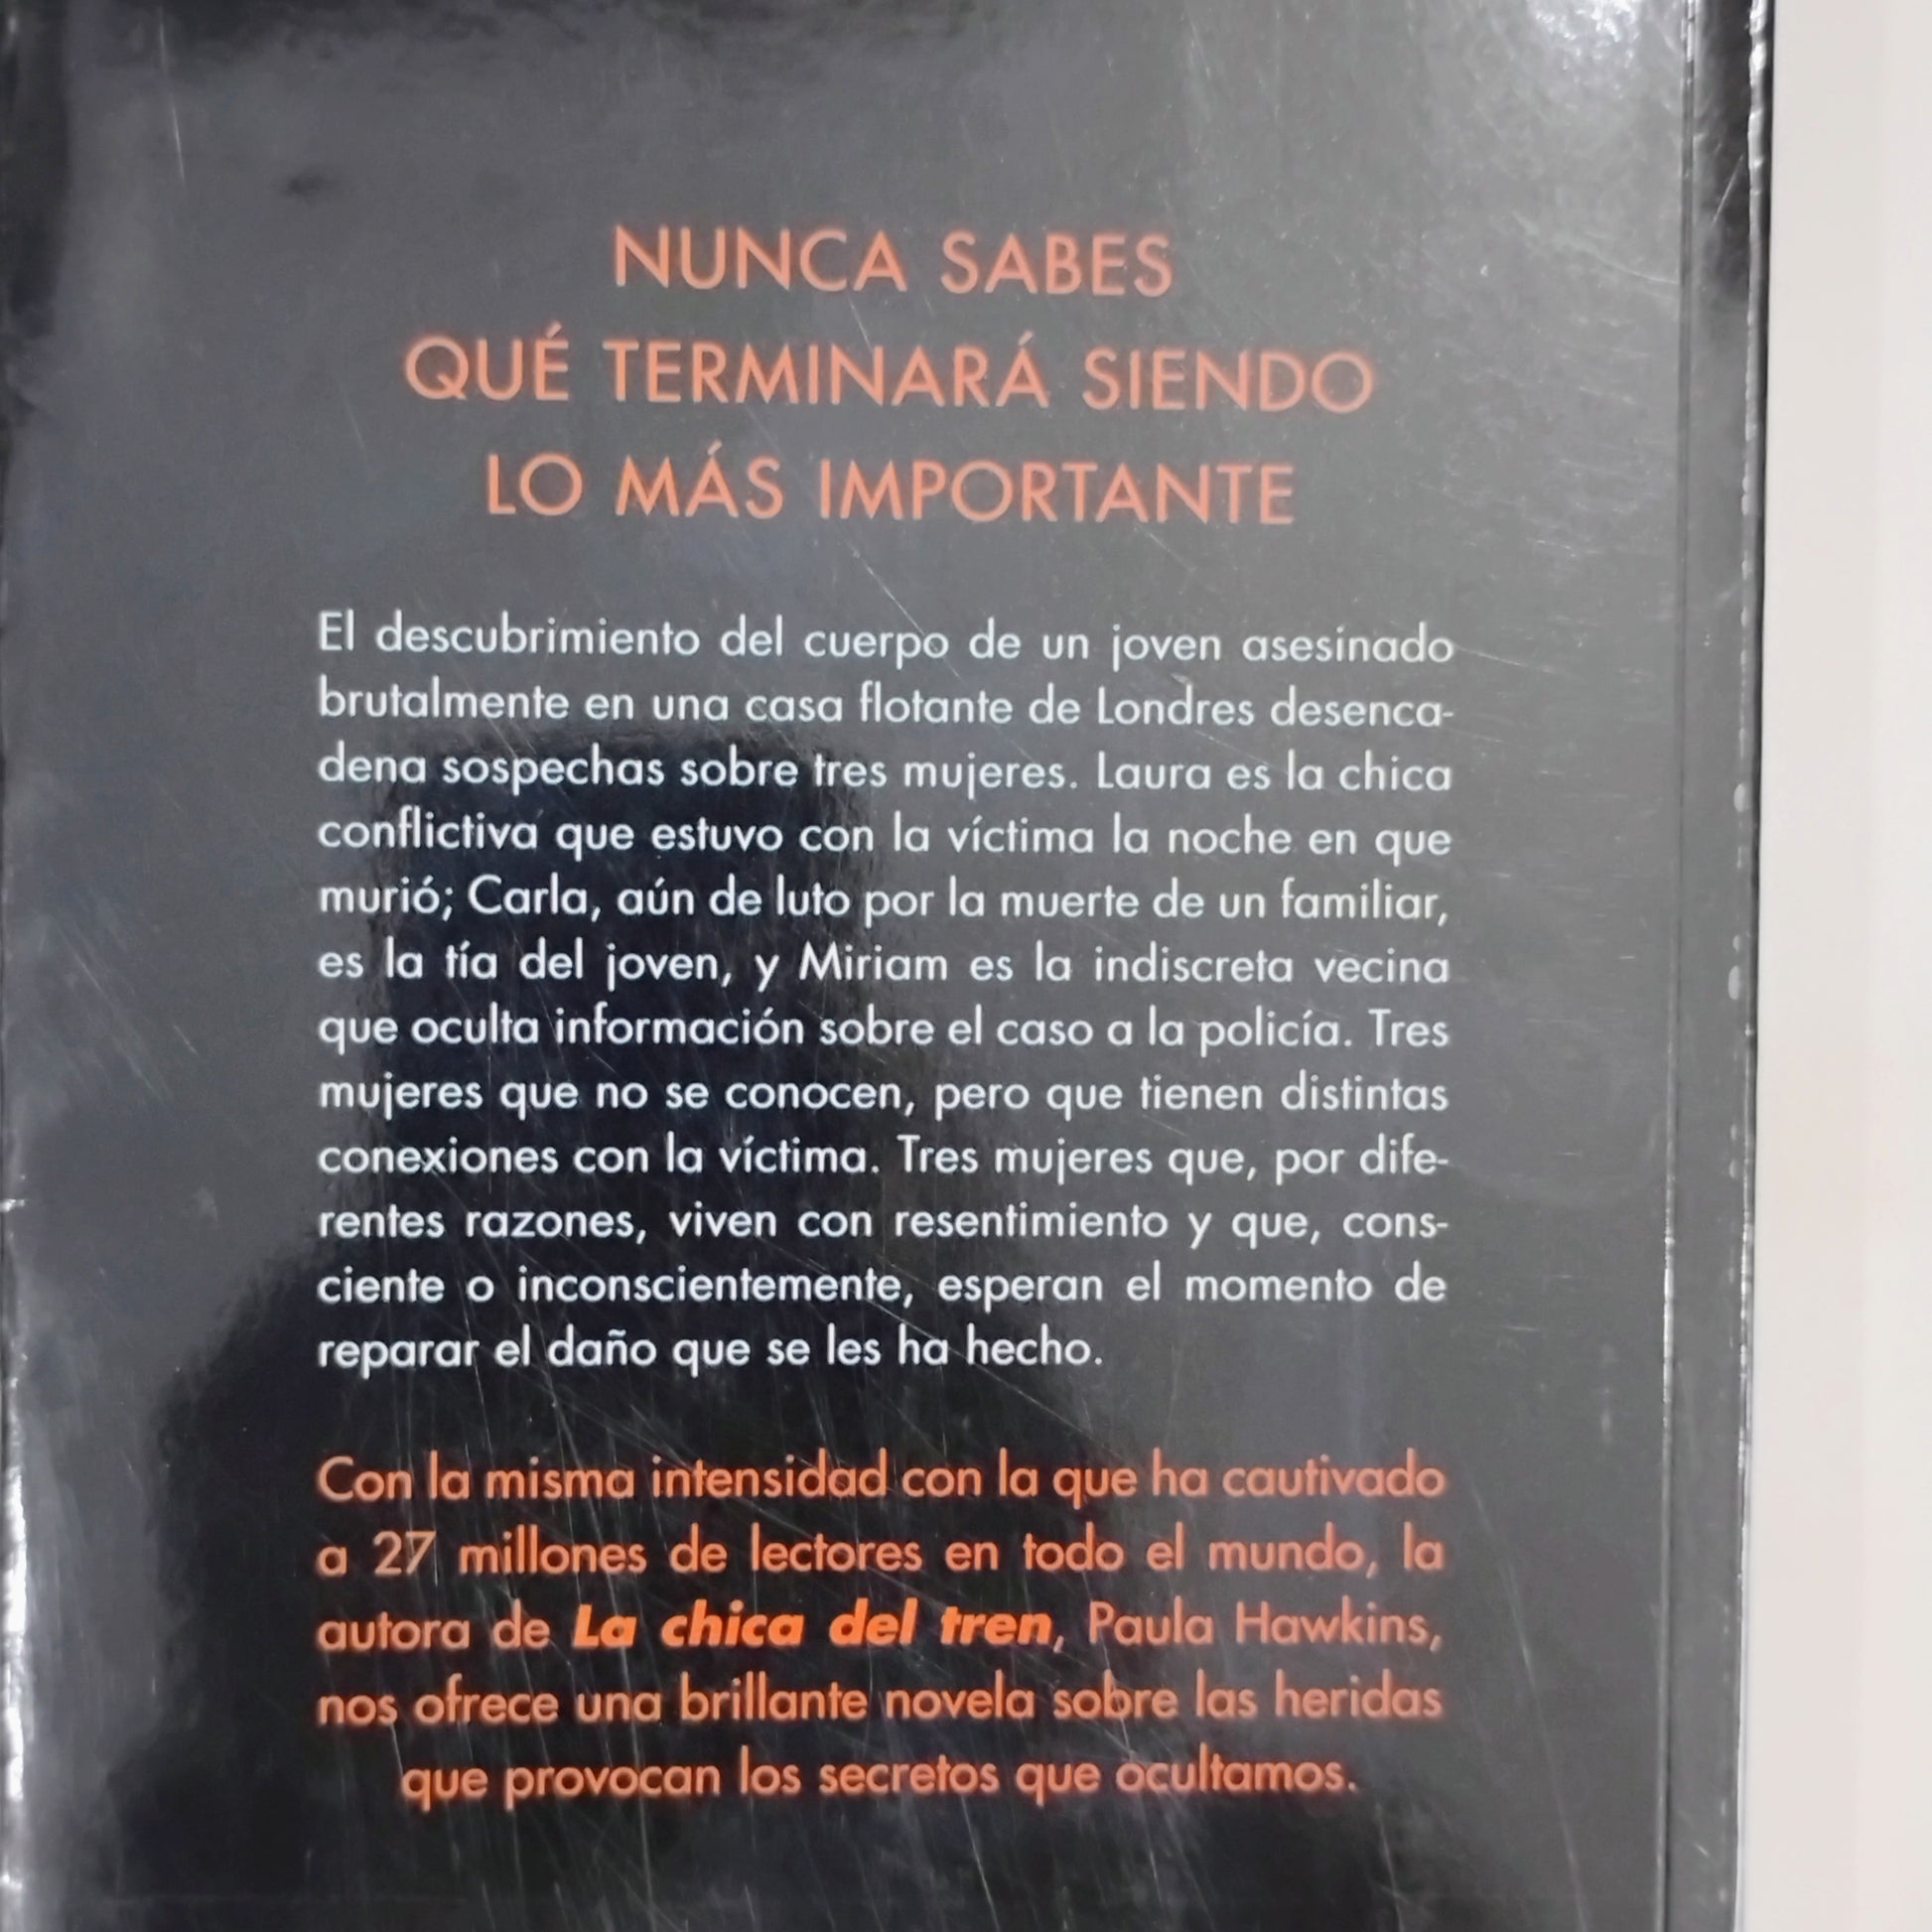 NUNCA SABES
QUÉ TERMINARÁ SIENDO
LO MÁS IMPORTANTE
El descubrimiento del cuerpo de un joven asesinado
brutalmente en una casa flotante de Londres desenca-
dena sospechas sobre tres mujeres. Laura es la chica
conflictiva que estuvo con la víctima la noche en que
murió; Carla, aún de luto por la muerte de un familiar,
es la tía del joven, y Miriam es la indiscreta vecina
que oculta información sobre el caso a la policía. Tres
mujeres que no se conocen, pero que tienen distintas
conexiones con la víctima. Tres mujeres que, por dife-
rentes razones, viven con resentimiento y que, cons-
ciente o inconscientemente, esperan el momento de
reparar el daño que se les ha hecho.
Con la misma intensidad con la que ha cautivado
a 27 millones de lectores en todo el mundo, la
autora de La chica del tren, Paula Hawkins,
nos ofrece una brillante novela sobre las heridas
que provocan los secretos que ocultamos.